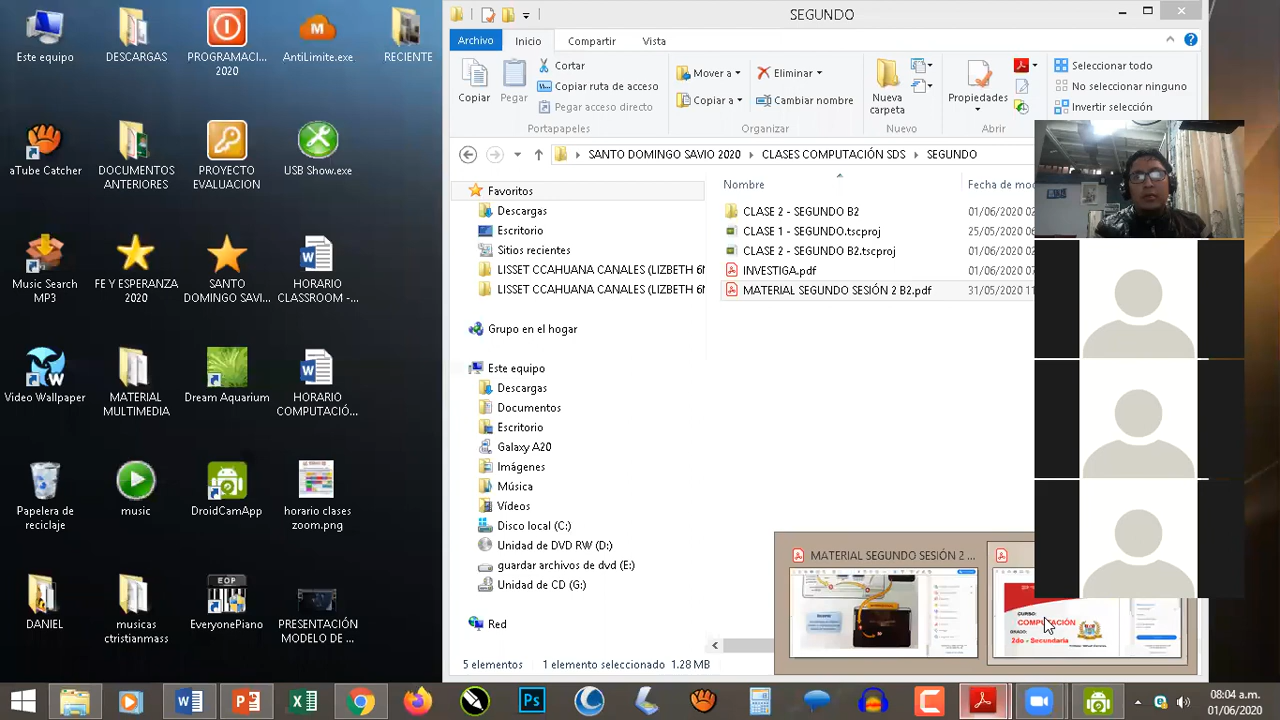 Este equipo
DESCARGAS
PROGRAMACI...
2020
AntiLimite.exe
RECIENTE
aTube Catcher
DOCUMENTOS
ANTERIORES
PROYECTO
EVALUACION
USB Show.exe
Music Search
MP3
FE Y ESPERANZA
2020
SANTO
DOMINGO SAVI...
HORARIO
CLASSROOM -...
Video Wallpaper
MATERIAL
MULTIMEDIA
Dream Aquarium
HORARIO
COMPUTACIÓ...
Papelera de
reciclaje
music
DroidCamApp
horario clases
zoom.png
EOP
DANIEL
musicas
ctristianmass
EveryonePiano
PRESENTACIÓN
MODELO DE ...
SEGUNDO
Archivo
Inicio
Compartir
Vista
Copiar
Pegar
Cortar
Copiar ruta de acceso
Pegar acceso directo
Portapapeles
Mover a
Copiar a
Eliminar
Cambiar nombre
Organizar
Nueva
carpeta
Nuevo
Propiedades
Abrir
Seleccionar todo
No seleccionar ninguno
Invertir selección
SANTO DOMINGO SAVIO 2020
CLASES COMPUTACIÓN SDS
SEGUNDO
Favoritos
Descargas
Escritorio
Sitios recientes
LISSET CCAHUANA CANALES (LIZBETH 6
LISSET CCAHUANA CANALES (LIZBETH 6
Grupo en el hogar
Este equipo
Descargas
Documentos
Escritorio
Galaxy A20
Imágenes
Música
Vídeos
Disco local (C:)
Unidad de DVD RW (D:)
guardar archivos de dvd (E:)
Unidad de CD (G:)
Red
Nombre
Fecha de mo
CLASE 2 - SEGUNDO B2
01/06/2020 02
CLASE 1 - SEGUNDO.tscproj
25/05/2020 06
CLASE 2 - SEGUNDO B2.tscproj
01/06/2020 02
INVESTIGA.pdf
01/06/2020 07
MATERIAL SEGUNDO SESIÓN 2 B2.pdf
31/05/2020 11
5 elementos
1 elemento seleccionado 1.28 MB
MATERIAL SEGUNDO SESIÓN 2 ...
CURSO:
COMPUTACIÓN
GRADO:
2do - Secundaria
08:04 a.m.
01/06/2020